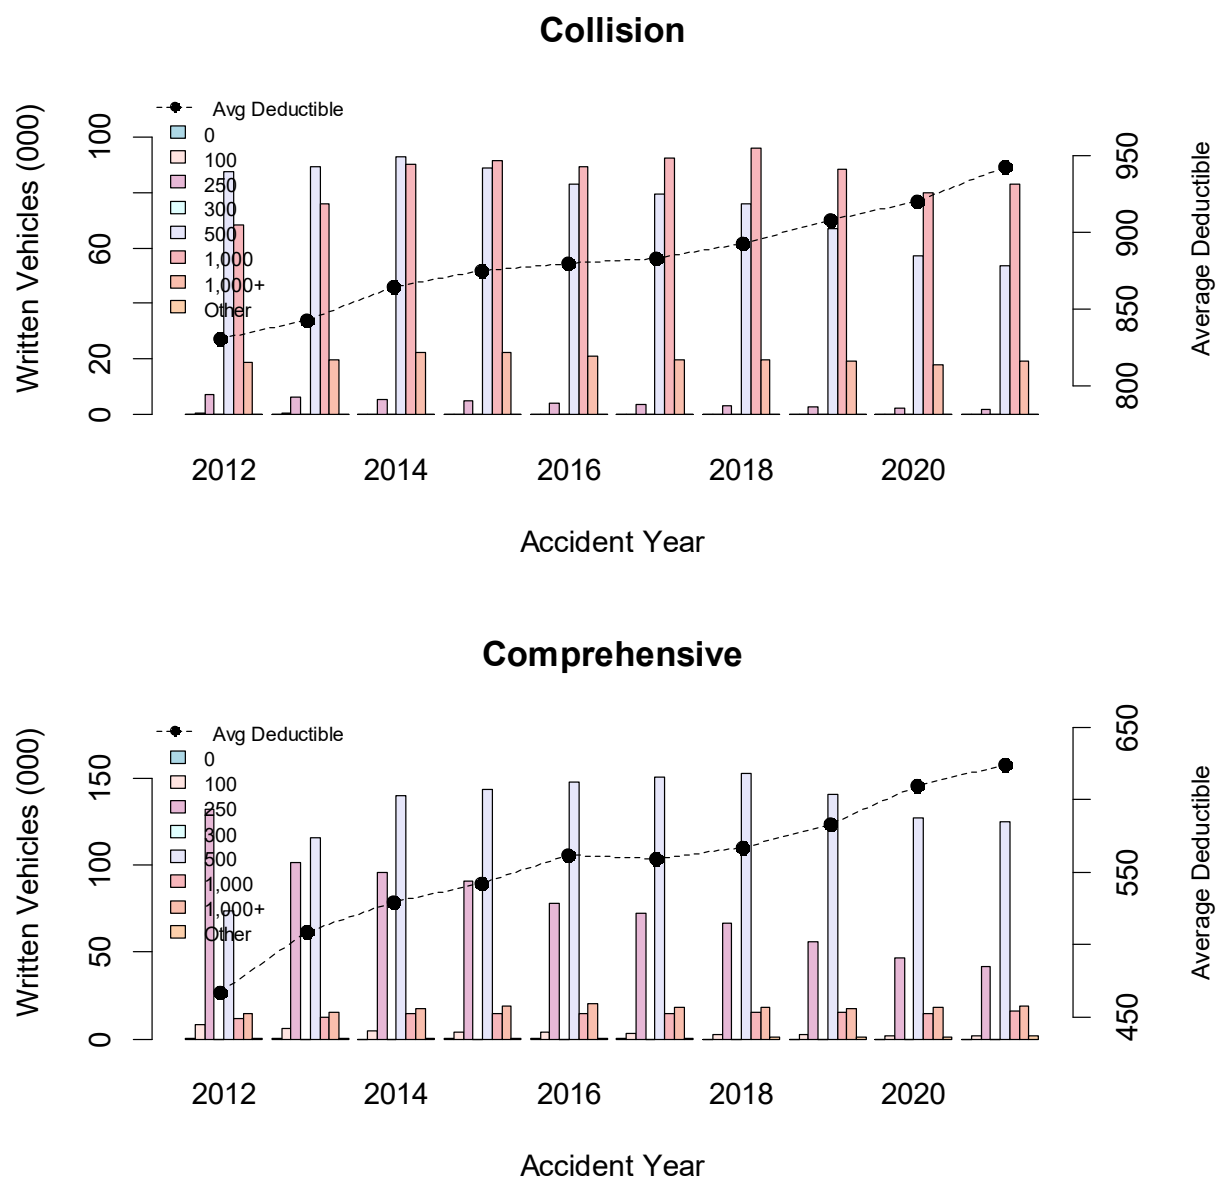 Collision
Written Vehicles (000)
100
60
20
0
Avg Deductible
0
100
250
300
500
1,000
1,000+
Other
950
900
850
800
Average Deductible
2012 2014 2016 2018 2020
Accident Year
Comprehensive
Written Vehicles (000)
150
100
50
0
Avg Deductible
0
100
250
300
500
1,000
1,000+
Other
650
550
450
Average Deductible
2012 2014 2016 2018 2020
Accident Year